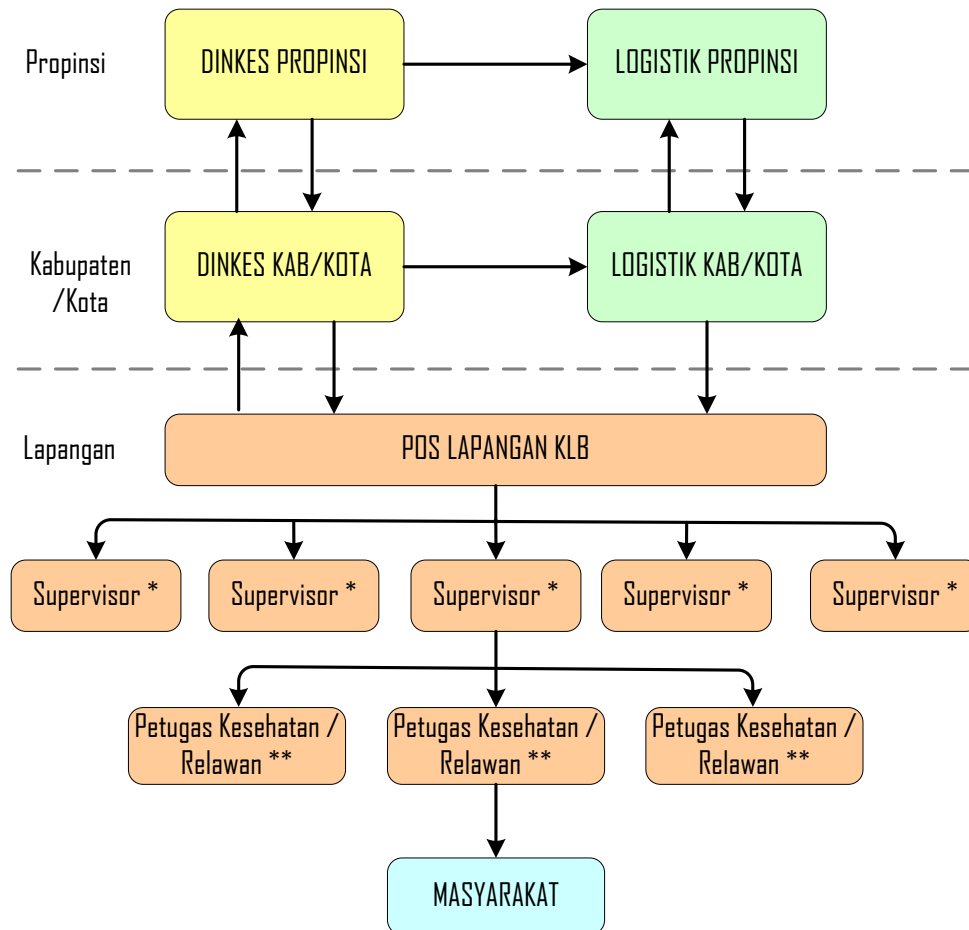 Propinsi
DINKES PROPINSI
LOGISTIK PROPINSI
Kabupaten
/Kota
DINKES KAB/KOTA
LOGISTIK KAB/KOTA
Lapangan
POS LAPANGAN KLB
Supervisor *
Supervisor *
Supervisor *
Supervisor *
Supervisor *
Petugas Kesehatan /
Relawan **
Petugas Kesehatan /
Relawan **
Petugas Kesehatan /
Relawan **
MASYARAKAT